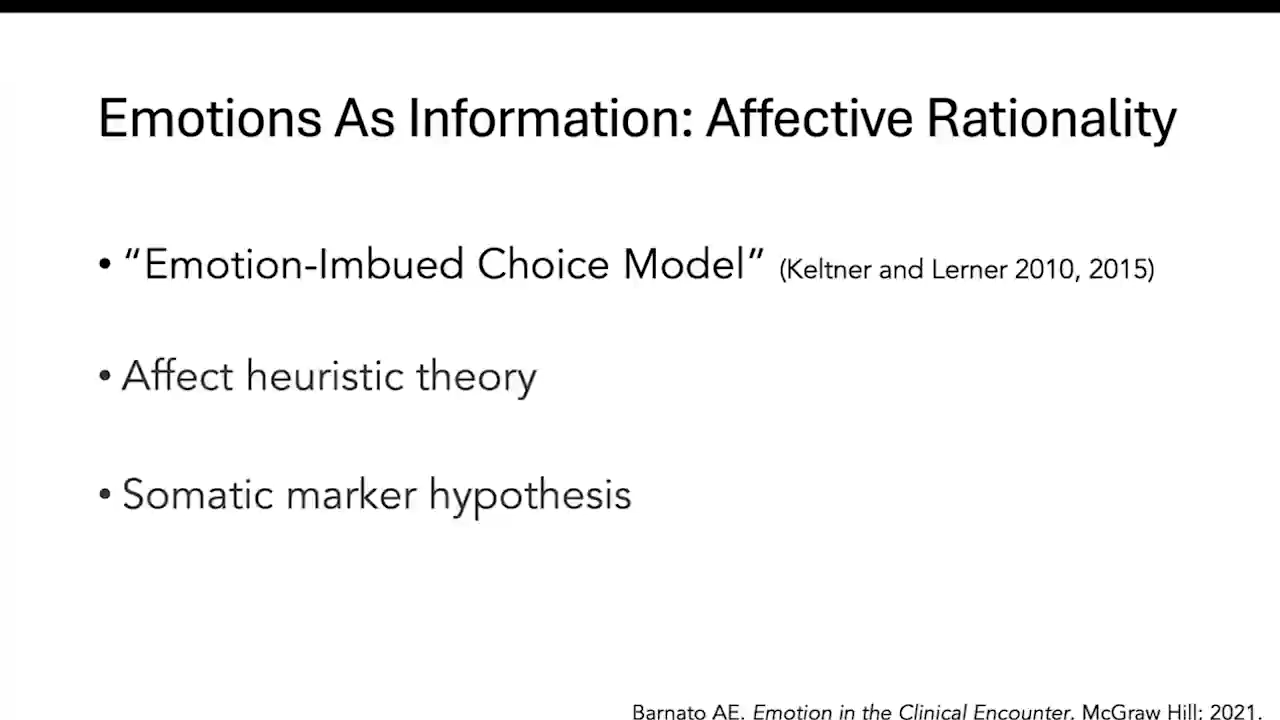 Emotions As Information: Affective Rationality
• “Emotion-Imbued Choice Model” (Keltner and Lerner 2010, 2015)
• Affect heuristic theory
• Somatic marker hypothesis
Barnato AE. Emotion in the Clinical Encounter. McGraw Hill: 2021.